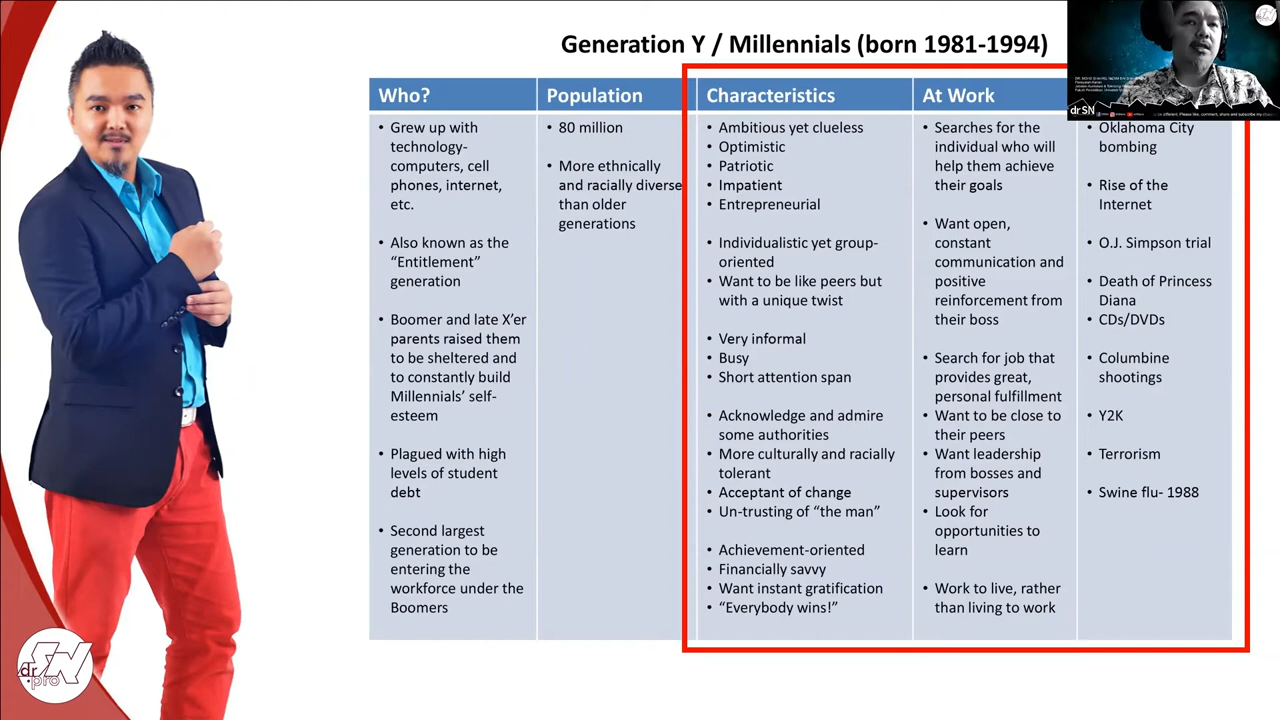 Generation Y / Millennials (born 1981-1994)
Who?
• Grew up with
technology-
computers, cell
phones, internet,
etc.
• Also known as the
“Entitlement”
generation
• Boomer and late X’er
parents raised them
to be sheltered and
to constantly build
Millennials’ self-
esteem
• Plagued with high
levels of student
debt
• Second largest
generation to be
entering the
workforce under the
Boomers
Population
• 80 million
• More ethnically
and racially diverse
than older
generations
Characteristics
• Ambitious yet clueless
• Optimistic
• Patriotic
• Impatient
• Entrepreneurial
• Individualistic yet group-
oriented
• Want to be like peers but
with a unique twist
• Very informal
• Busy
• Short attention span
• Acknowledge and admire
some authorities
• More culturally and racially
tolerant
• Acceptant of change
• Un-trusting of “the man”
• Achievement-oriented
• Financially savvy
• Want instant gratification
• “Everybody wins!”
At Work
• Searches for the
individual who will
help them achieve
their goals
• Want open,
constant
communication and
positive
reinforcement from
their boss
• Search for job that
provides great,
personal fulfillment
• Want to be close to
their peers
• Want leadership
from bosses and
supervisors
• Look for
opportunities to
learn
• Work to live, rather
than living to work
• Oklahoma City
bombing
• Rise of the
Internet
• O.J. Simpson trial
• Death of Princess
Diana
• CDs/DVDs
• Columbine
shootings
• Y2K
• Terrorism
• Swine flu- 1988
drSN
be different. Please like, comment, share and subscribe my
dr.
SN
pro